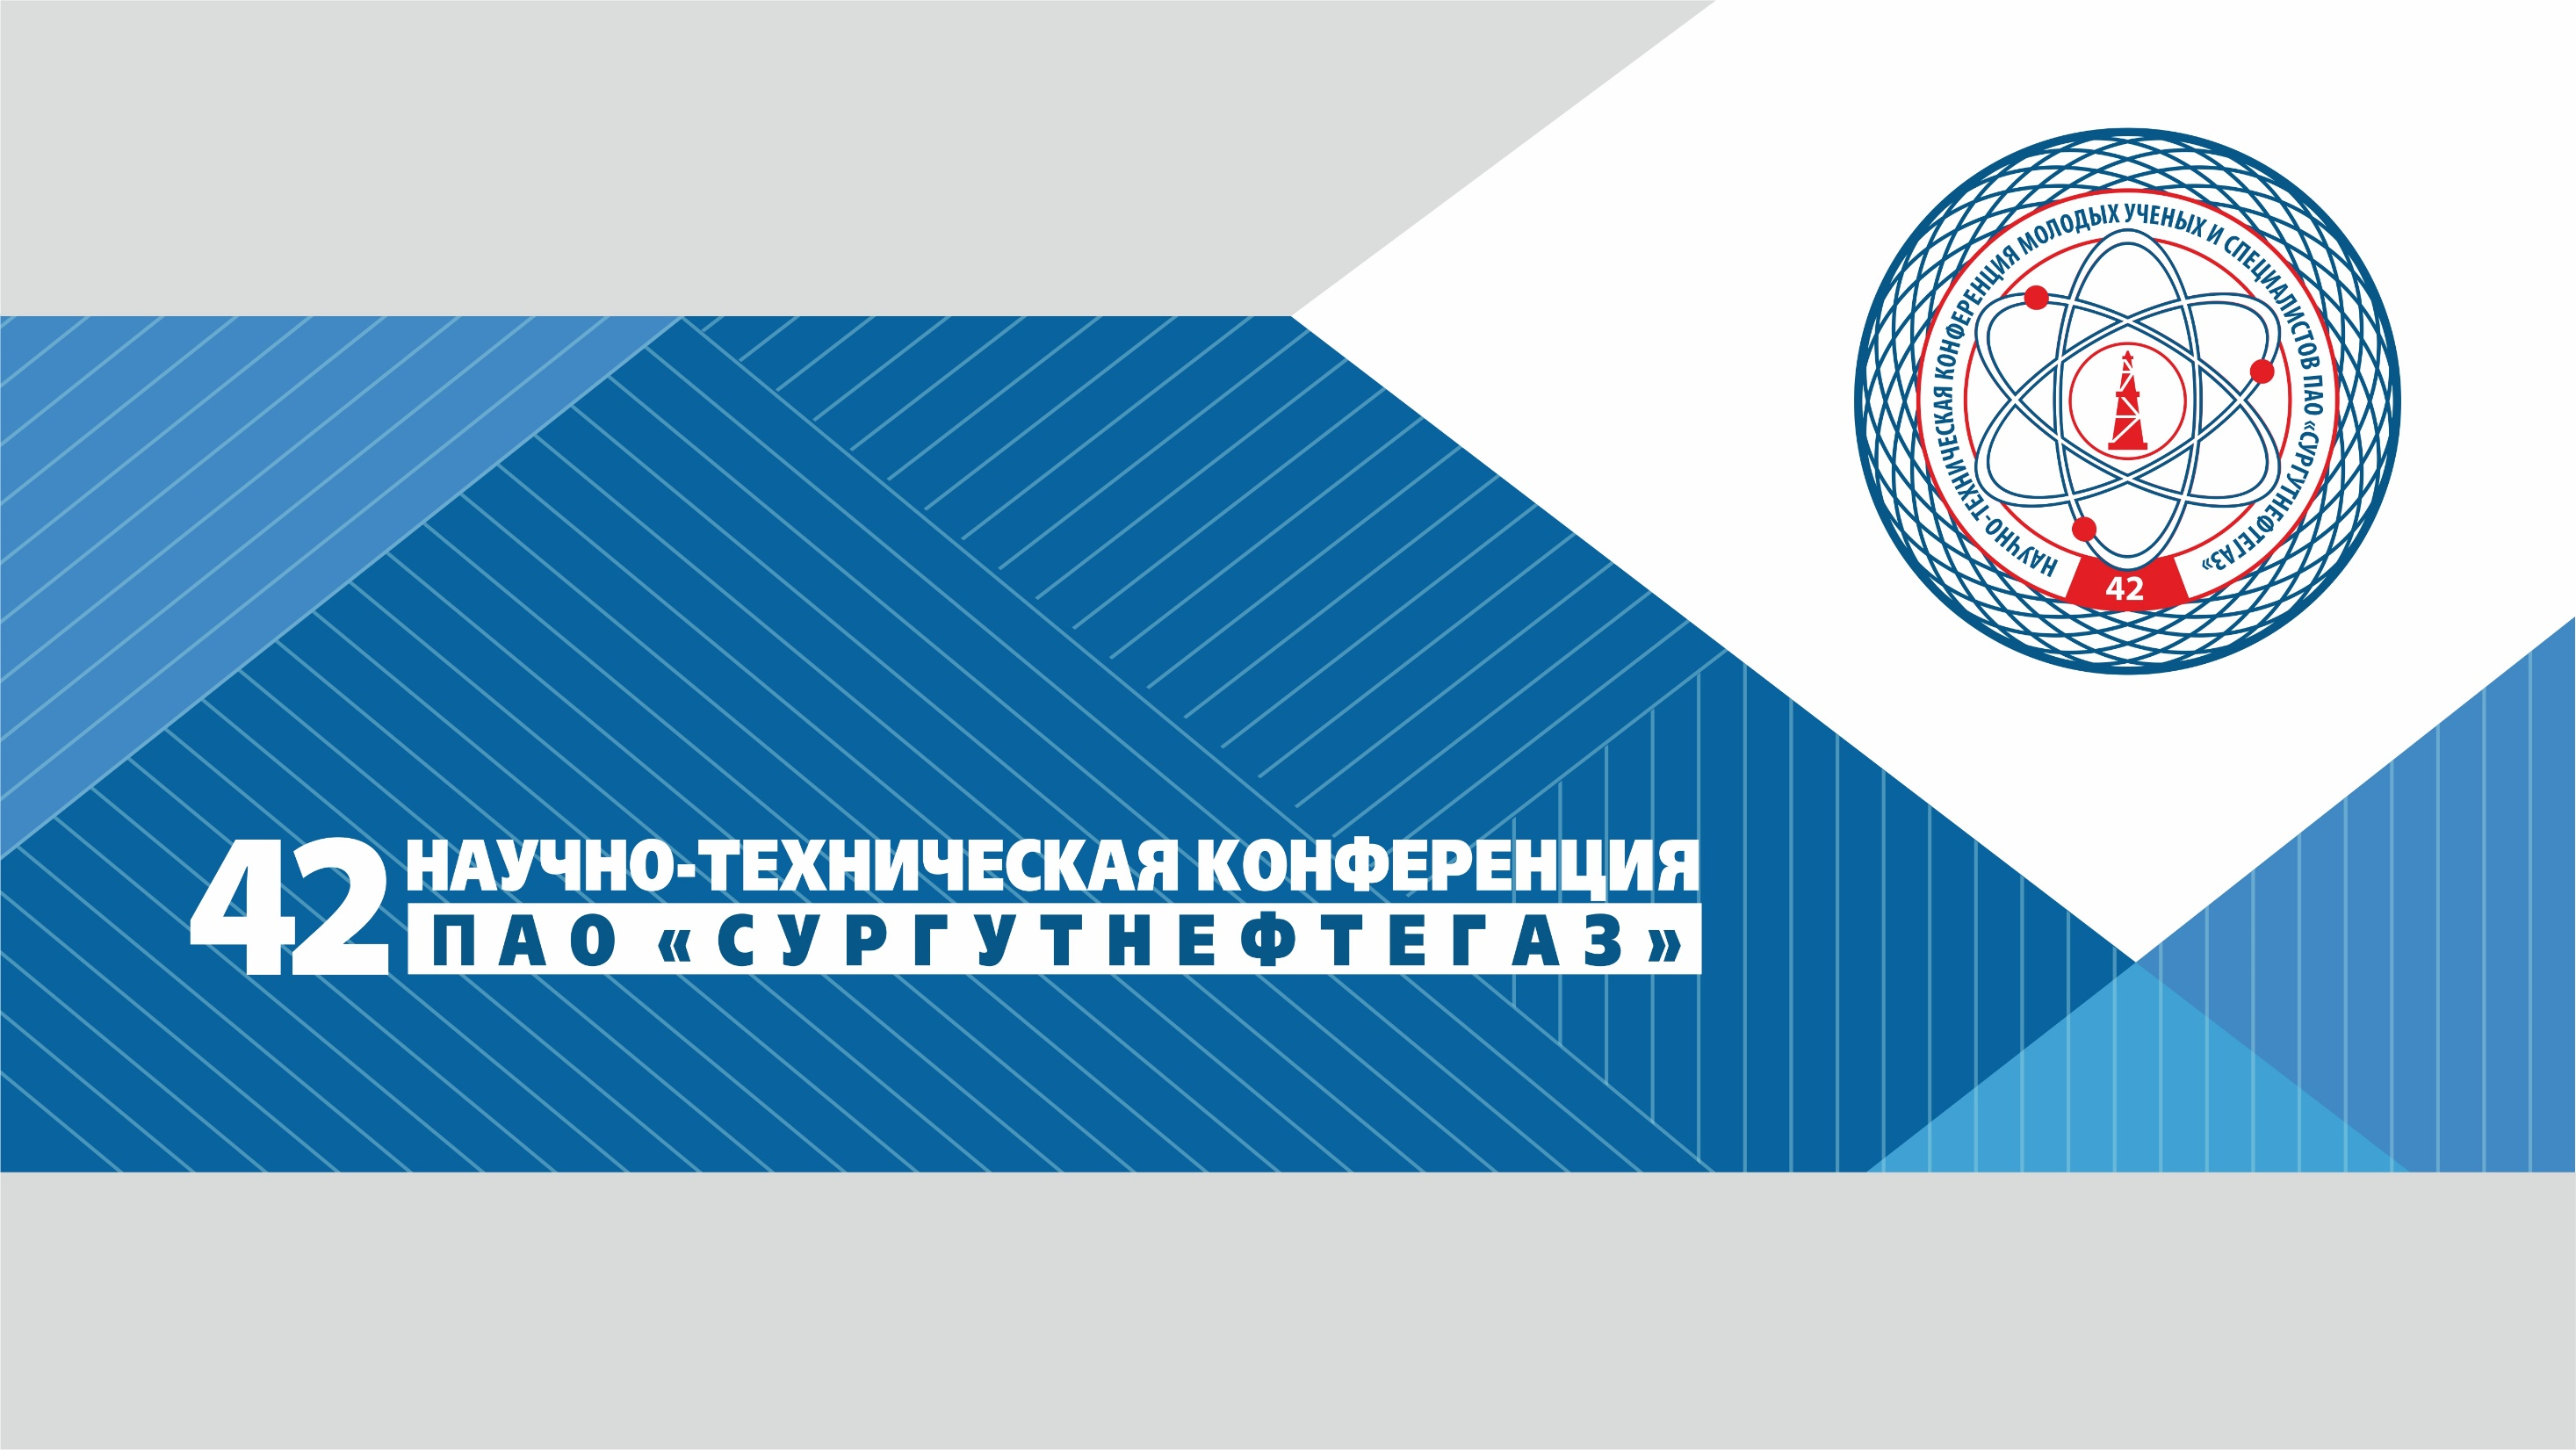 НАУЧНО-ТЕХНИЧЕСКАЯ КОНФЕРЕНЦИЯ МОЛОДЫХ УЧЕНЫХ И СПЕЦИАЛИСТОВ ПАО «СУРГУТНЕФТЕГАЗ»
42
42 НАУЧНО-ТЕХНИЧЕСКАЯ КОНФЕРЕНЦИЯ
ПАО «СУРГУТНЕФТЕГАЗ»